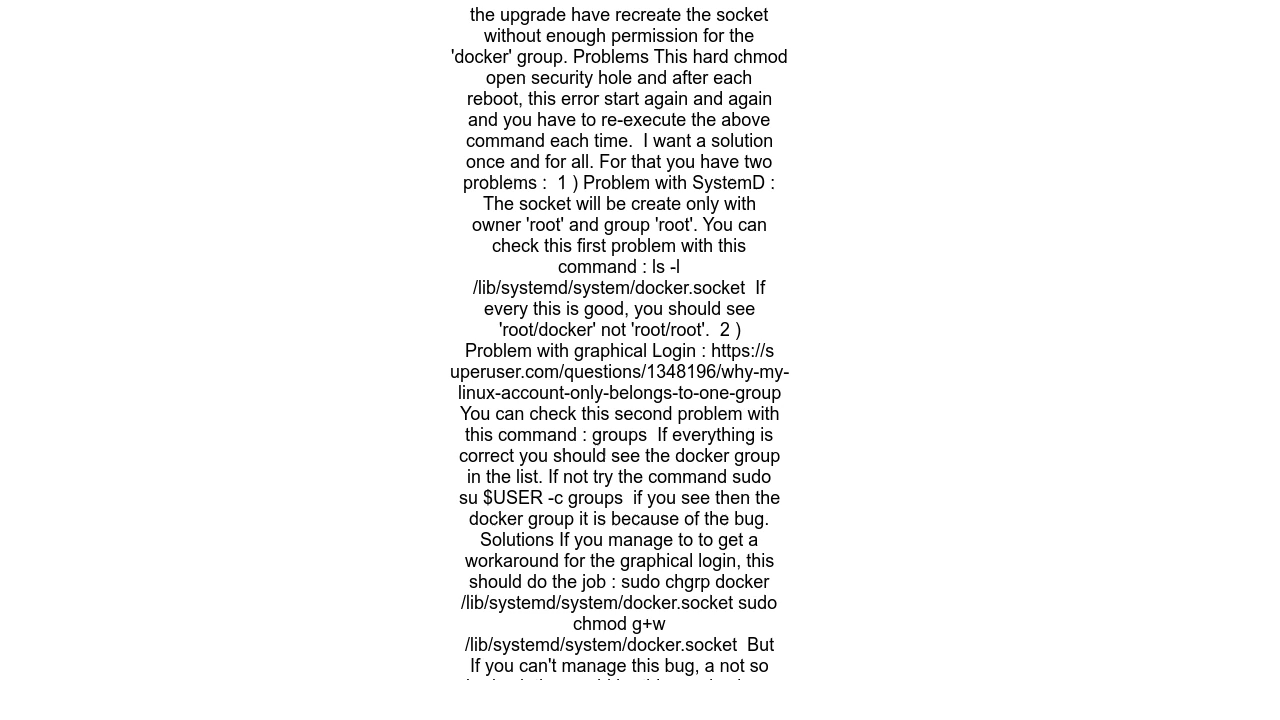 the upgrade have recreate the socket
without enough permission for the
'docker' group. Problems This hard chmod
open security hole and after each
reboot, this error start again and again
and you have to re-execute the above
command each time.  I want a solution
once and for all. For that you have two
problems :  1 ) Problem with SystemD :
The socket will be create only with
owner 'root' and group 'root'. You can
check this first problem with this
command : ls -l
/lib/systemd/system/docker.socket  If
every this is good, you should see
'root/docker' not 'root/root'.  2 )
Problem with graphical Login : https://s
uperuser.com/questions/1348196/why-my-
linux-account-only-belongs-to-one-group
You can check this second problem with
this command : groups  If everything is
correct you should see the docker group
in the list. If not try the command sudo
su $USER -c groups  if you see then the
docker group it is because of the bug.
Solutions If you manage to to get a
workaround for the graphical login, this
should do the job : sudo chgrp docker
/lib/systemd/system/docker.socket sudo
chmod g+w
/lib/systemd/system/docker.socket  But
If you can't manage this bug, a not so